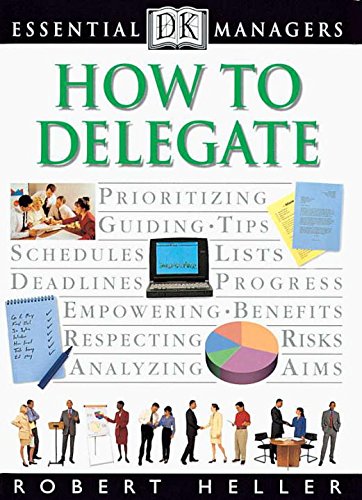 ESSENTIAL DK MANAGERS
HOW TO
DELEGATE
PRIORITIZING
GUIDING • TIPS
SCHEDULES LISTS
DEADLINES PROGRESS
EMPOWERING • BENEFITS
RESPECTING RISKS
ANALYZING AIMS
ROBERT HELLER